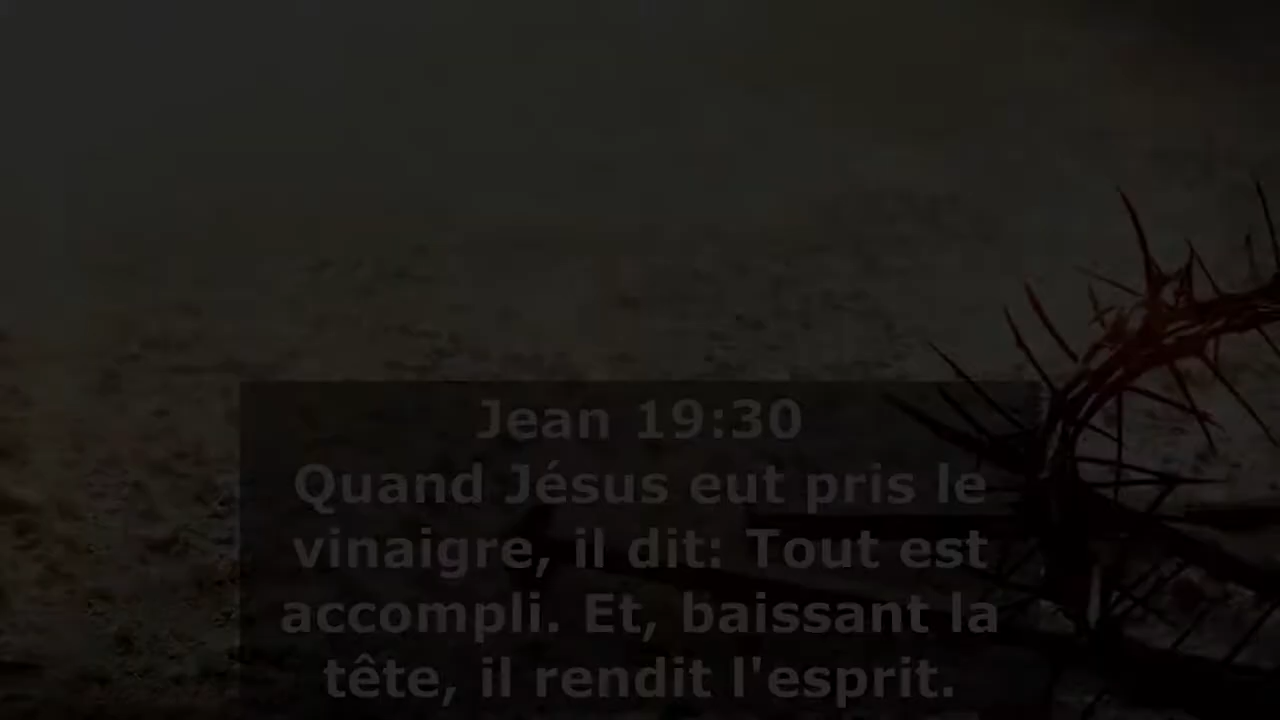 Jean 19:30
Quand Jésus eut pris le
vinaigre, il dit: Tout est
accompli. Et, baissant la
tête, il rendit l'esprit.